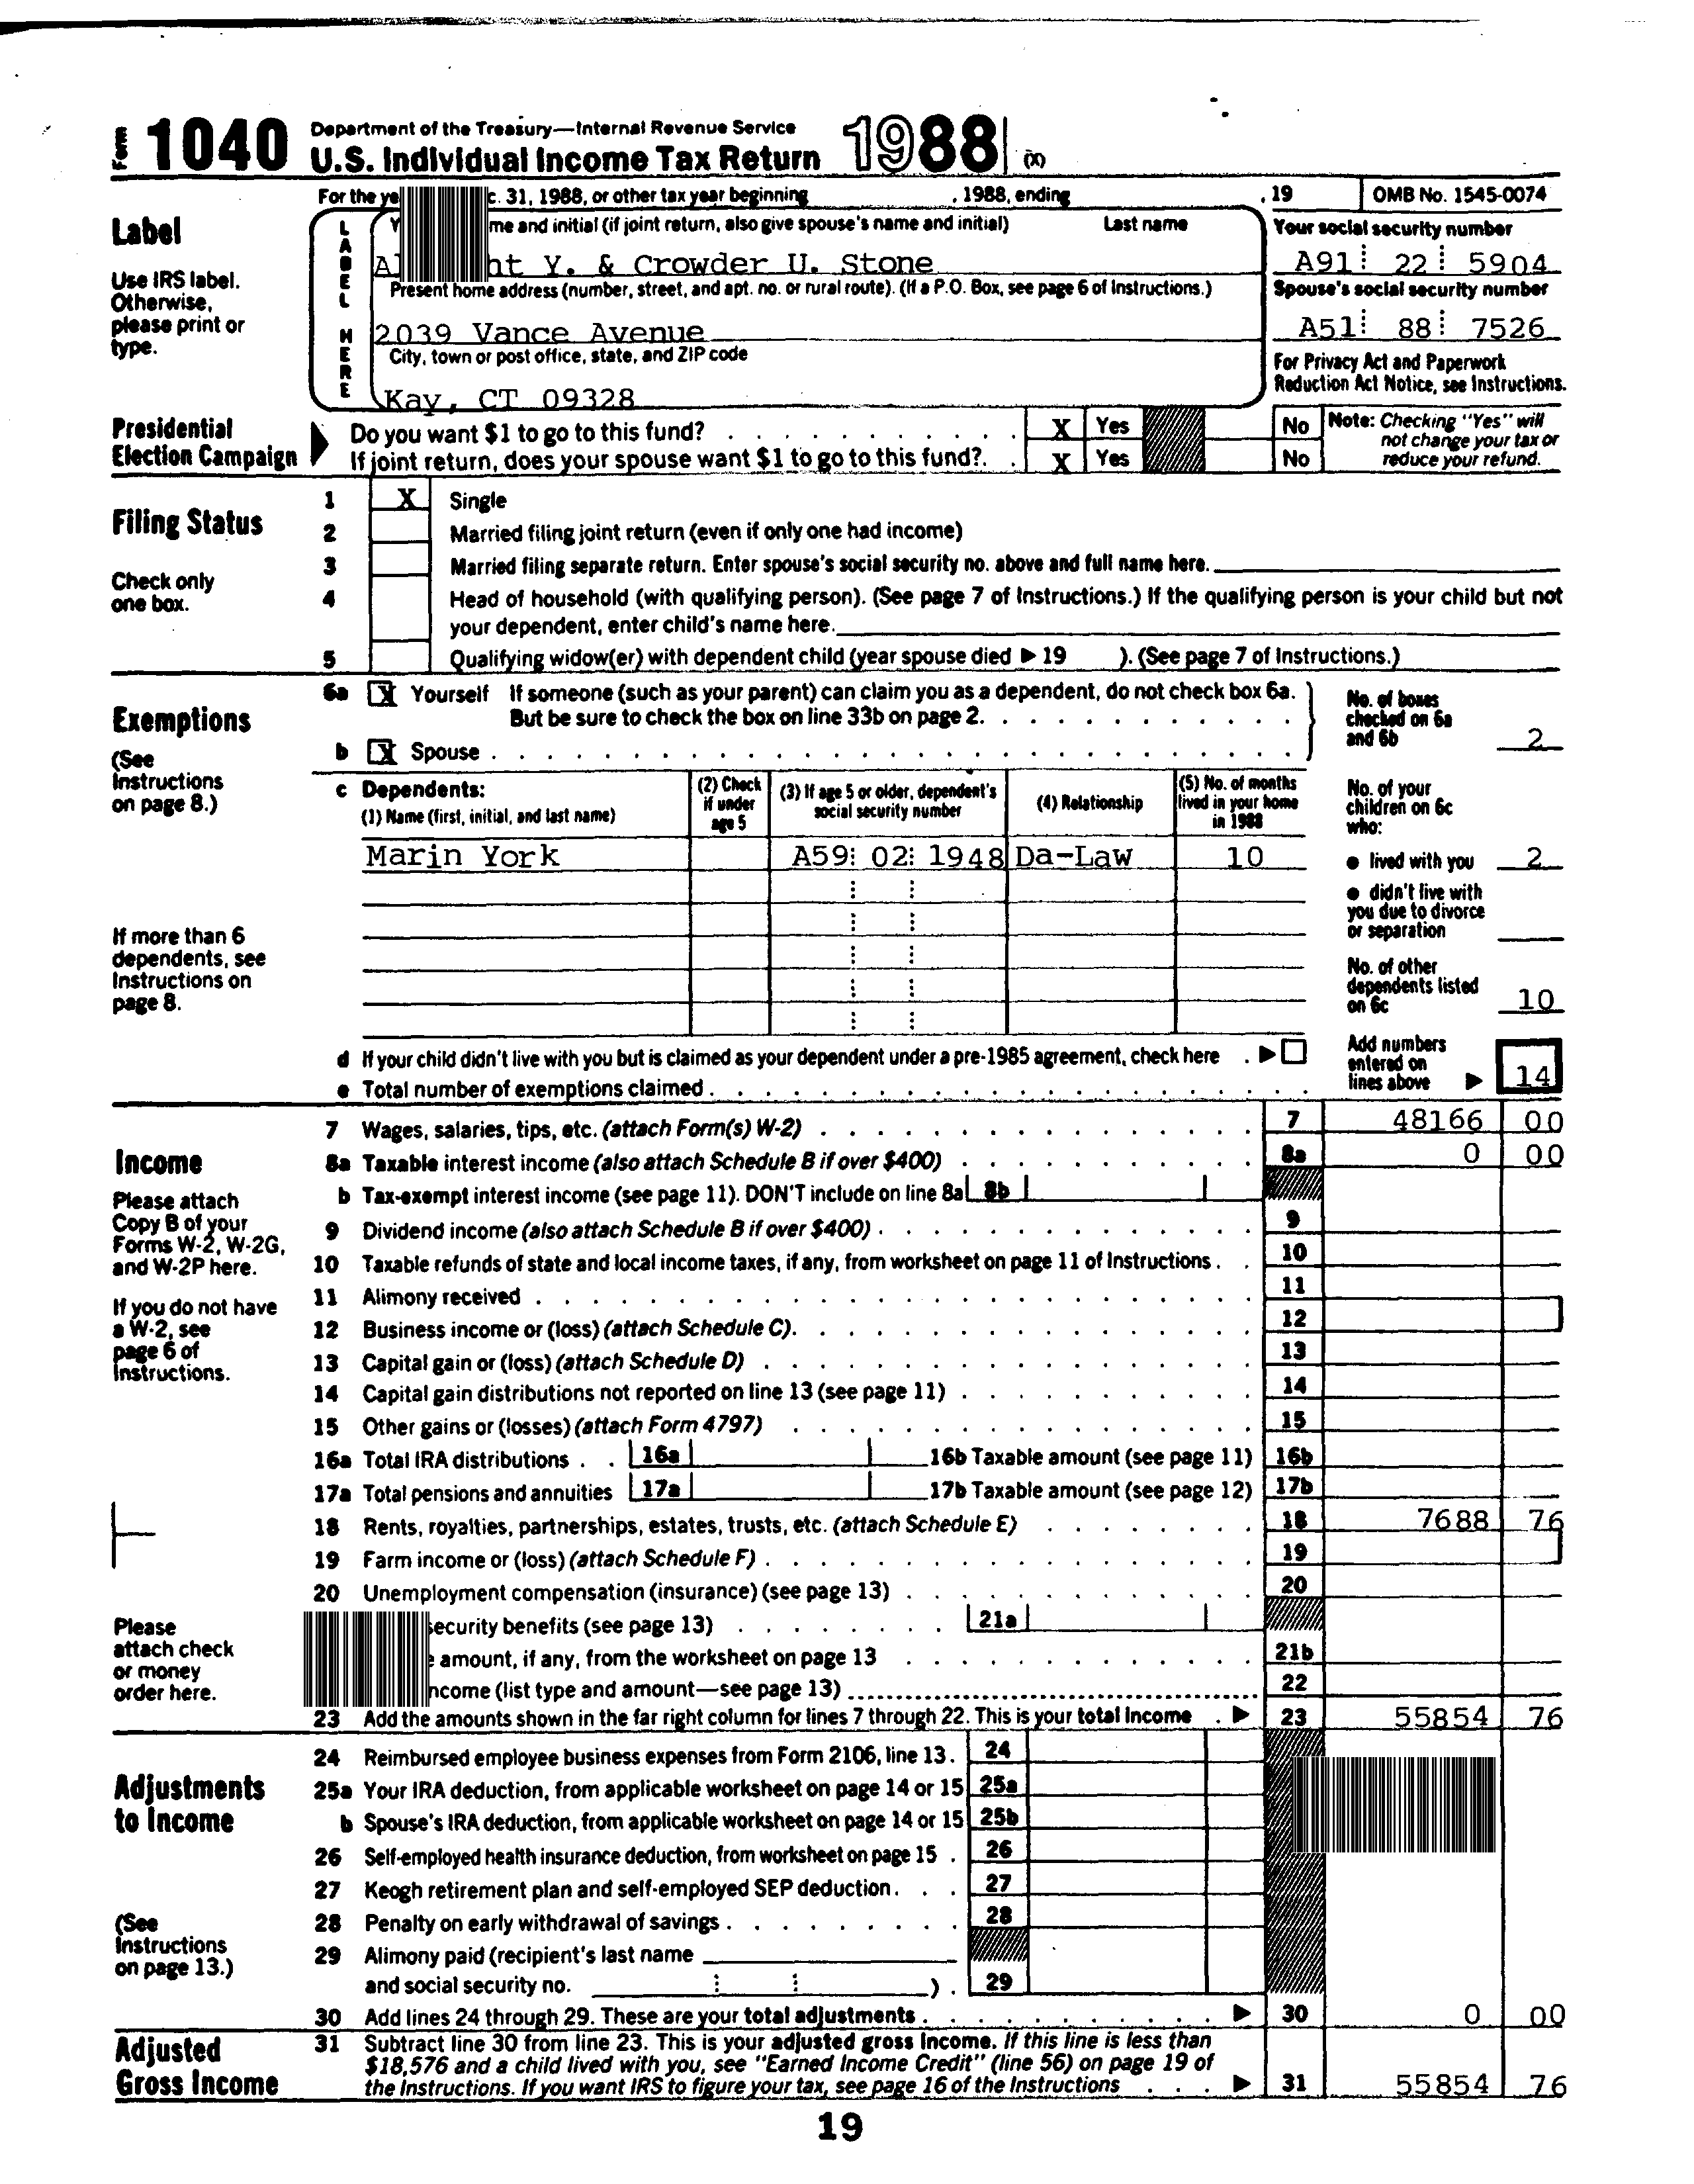 Form 1040 Department of the Treasury—Internal Revenue Service
U.S. Individual Income Tax Return 1988 (X)
For the ye c. 31, 1988, or other tax year beginning , 1988, ending , 19 OMB No. 1545-0074
Label
Use IRS label.
Otherwise,
please print or
type.
LABEL HERE
Y me and initial (if joint return, also give spouse's name and initial) Last name
Al ht Y. & Crowder U. Stone
Present home address (number, street, and apt. no. or rural route). (If a P.O. Box, see page 6 of Instructions.)
2039 Vance Avenue
City, town or post office, state, and ZIP code
Kay, CT 09328
Your social security number
A91 22 5904
Spouse's social security number
A51 88 7526
For Privacy Act and Paperwork
Reduction Act Notice, see Instructions.
Presidential
Election Campaign
Do you want $1 to go to this fund? X Yes No
If joint return, does your spouse want $1 to go to this fund?. X Yes No
Note: Checking "Yes" will
not change your tax or
reduce your refund.
Filing Status
Check only
one box.
1 X Single
2 Married filing joint return (even if only one had income)
3 Married filing separate return. Enter spouse's social security no. above and full name here.
4 Head of household (with qualifying person). (See page 7 of Instructions.) If the qualifying person is your child but not
your dependent, enter child's name here.
5 Qualifying widow(er) with dependent child (year spouse died ▶ 19 ). (See page 7 of Instructions.)
Exemptions
(See
Instructions
on page 8.)
If more than 6
dependents, see
Instructions on
page 8.
6a X Yourself If someone (such as your parent) can claim you as a dependent, do not check box 6a.
But be sure to check the box on line 33b on page 2.
b X Spouse
No. of boxes
checked on 6a
and 6b 2
c Dependents:
(1) Name (first, initial, and last name)
(2) Check
if under
age 5
(3) If age 5 or older, dependent's
social security number
(4) Relationship
(5) No. of months
lived in your home
in 1988
Marin York A59 02 1948 Da-Law 10
No. of your
children on 6c
who:
● lived with you 2
● didn't live with
you due to divorce
or separation
No. of other
dependents listed
on 6c 10
d If your child didn't live with you but is claimed as your dependent under a pre-1985 agreement, check here ▶
e Total number of exemptions claimed
Add numbers
entered on
lines above ▶ 14
Income
Please attach
Copy B of your
Forms W-2, W-2G,
and W-2P here.
If you do not have
a W-2, see
page 6 of
Instructions.
Please
attach check
or money
order here.
7 Wages, salaries, tips, etc. (attach Form(s) W-2) 7 48166 00
8a Taxable interest income (also attach Schedule B if over $400) 8a 0 00
b Tax-exempt interest income (see page 11). DON'T include on line 8a 8b
9 Dividend income (also attach Schedule B if over $400) 9
10 Taxable refunds of state and local income taxes, if any, from worksheet on page 11 of Instructions 10
11 Alimony received 11
12 Business income or (loss) (attach Schedule C) 12
13 Capital gain or (loss) (attach Schedule D) 13
14 Capital gain distributions not reported on line 13 (see page 11) 14
15 Other gains or (losses) (attach Form 4797) 15
16a Total IRA distributions 16a 16b Taxable amount (see page 11) 16b
17a Total pensions and annuities 17a 17b Taxable amount (see page 12) 17b
18 Rents, royalties, partnerships, estates, trusts, etc. (attach Schedule E) 18 7688 76
19 Farm income or (loss) (attach Schedule F) 19
20 Unemployment compensation (insurance) (see page 13) 20
ecurity benefits (see page 13) 21a
amount, if any, from the worksheet on page 13 21b
ncome (list type and amount—see page 13) 22
23 Add the amounts shown in the far right column for lines 7 through 22. This is your total income ▶ 23 55854 76
Adjustments
to Income
(See
Instructions
on page 13.)
24 Reimbursed employee business expenses from Form 2106, line 13 24
25a Your IRA deduction, from applicable worksheet on page 14 or 15 25a
b Spouse's IRA deduction, from applicable worksheet on page 14 or 15 25b
26 Self-employed health insurance deduction, from worksheet on page 15 26
27 Keogh retirement plan and self-employed SEP deduction 27
28 Penalty on early withdrawal of savings 28
29 Alimony paid (recipient's last name
and social security no. ) 29
30 Add lines 24 through 29. These are your total adjustments ▶ 30 0 00
Adjusted
Gross Income
31 Subtract line 30 from line 23. This is your adjusted gross income. If this line is less than
$18,576 and a child lived with you, see "Earned Income Credit" (line 56) on page 19 of
the Instructions. If you want IRS to figure your tax, see page 16 of the Instructions ▶ 31 55854 76
19